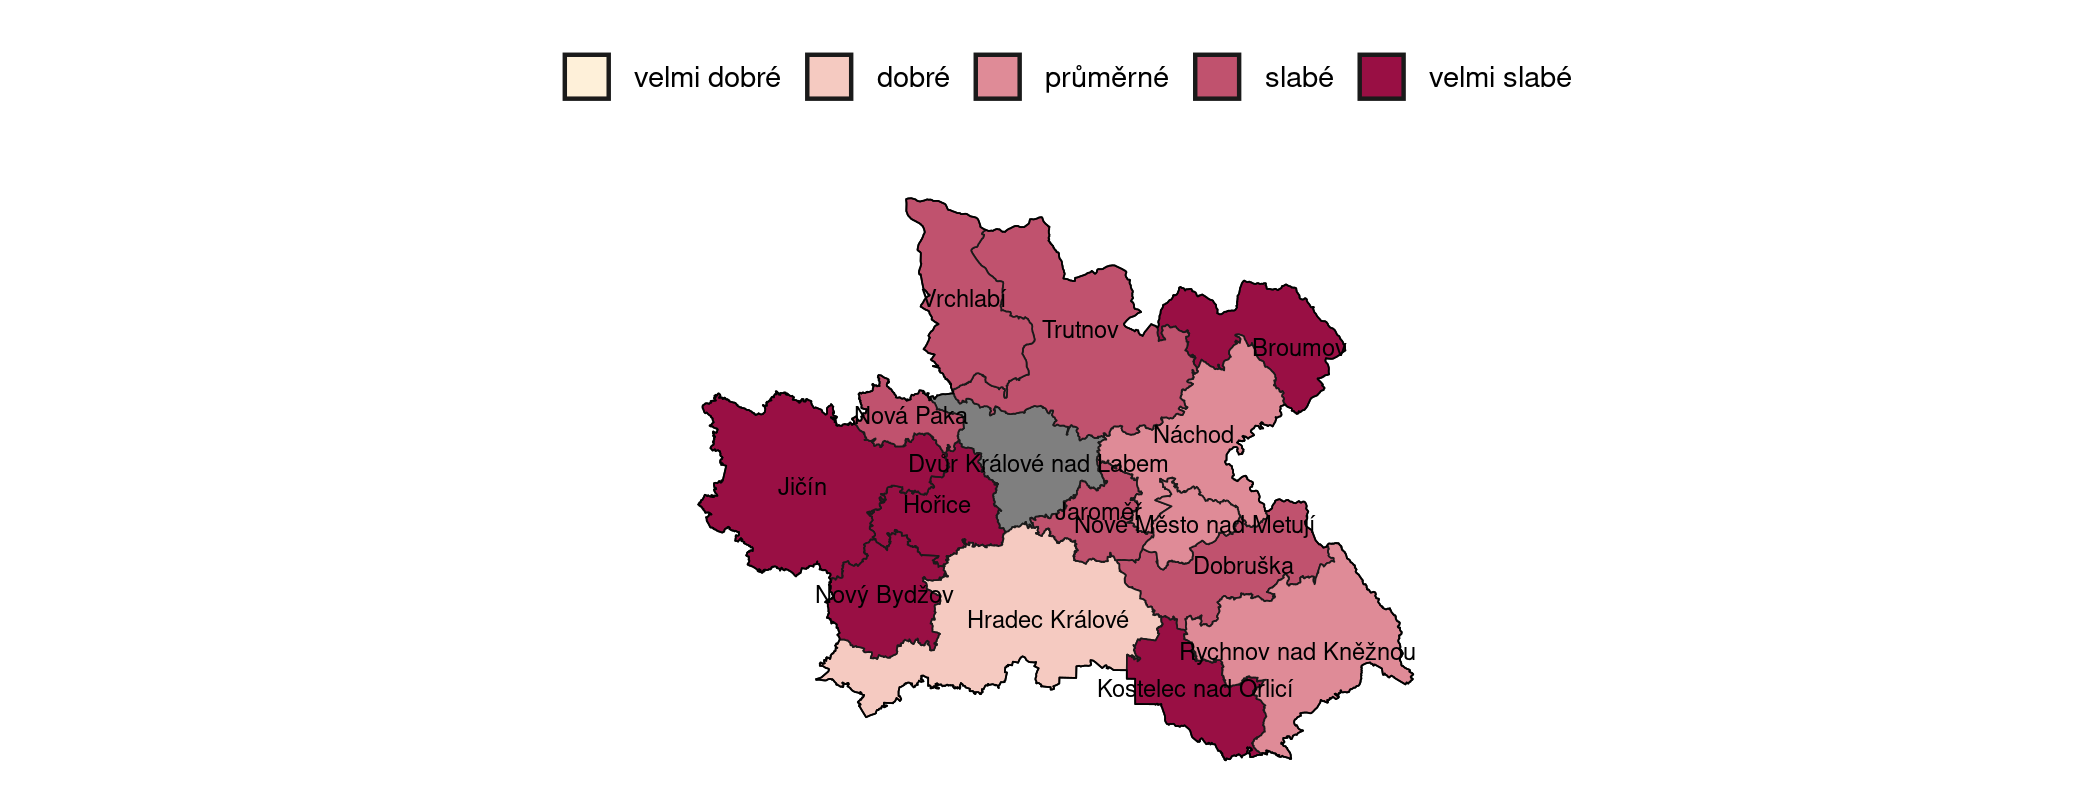 velmi dobré
dobré
průměrné
slabé
velmi slabé
Vrchlabí
Trutnov
Broumov
Nová Paka
Náchod
Dvůr Králové nad Labem
Jičín
Hořice
Jaroměř
Nové Město nad Metují
Dobruška
Nový Bydžov
Hradec Králové
Rychnov nad Kněžnou
Kostelec nad Orlicí